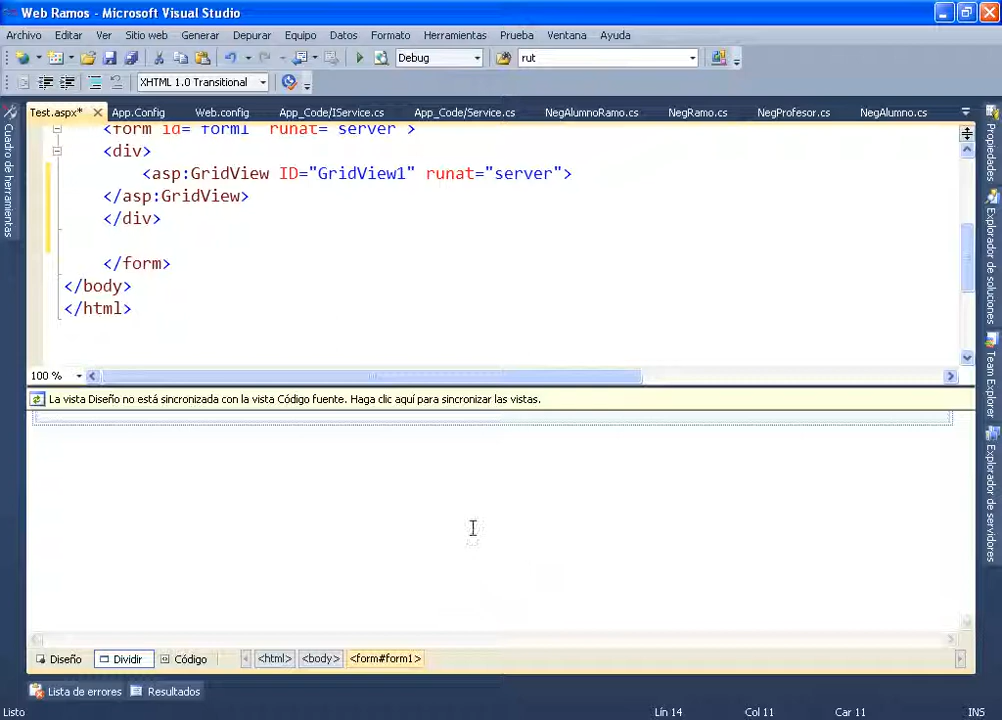 Web Ramos - Microsoft Visual Studio
Archivo Editar Ver Sitio web Generar Depurar Equipo Datos Formato Herramientas Prueba Ventana Ayuda
Debug rut
XHTML 1.0 Transitional
Test.aspx* App.Config Web.config App_Code/IService.cs App_Code/Service.cs NegAlumnoRamo.cs NegRamo.cs NegProfesor.cs NegAlumno.cs
Cuadro de herramientas
<form id="form1" runat="server">
<div>
<asp:GridView ID="GridView1" runat="server">
</asp:GridView>
</div>
</form>
</body>
</html>
100 %
La vista Diseño no está sincronizada con la vista Código fuente. Haga clic aquí para sincronizar las vistas.
Diseño Dividir Código <html> <body> <form#form1>
Propiedades
Explorador de soluciones
Team Explorer
Explorador de servidores
Lista de errores Resultados
Listo Lín 14 Col 11 Car 11 INS